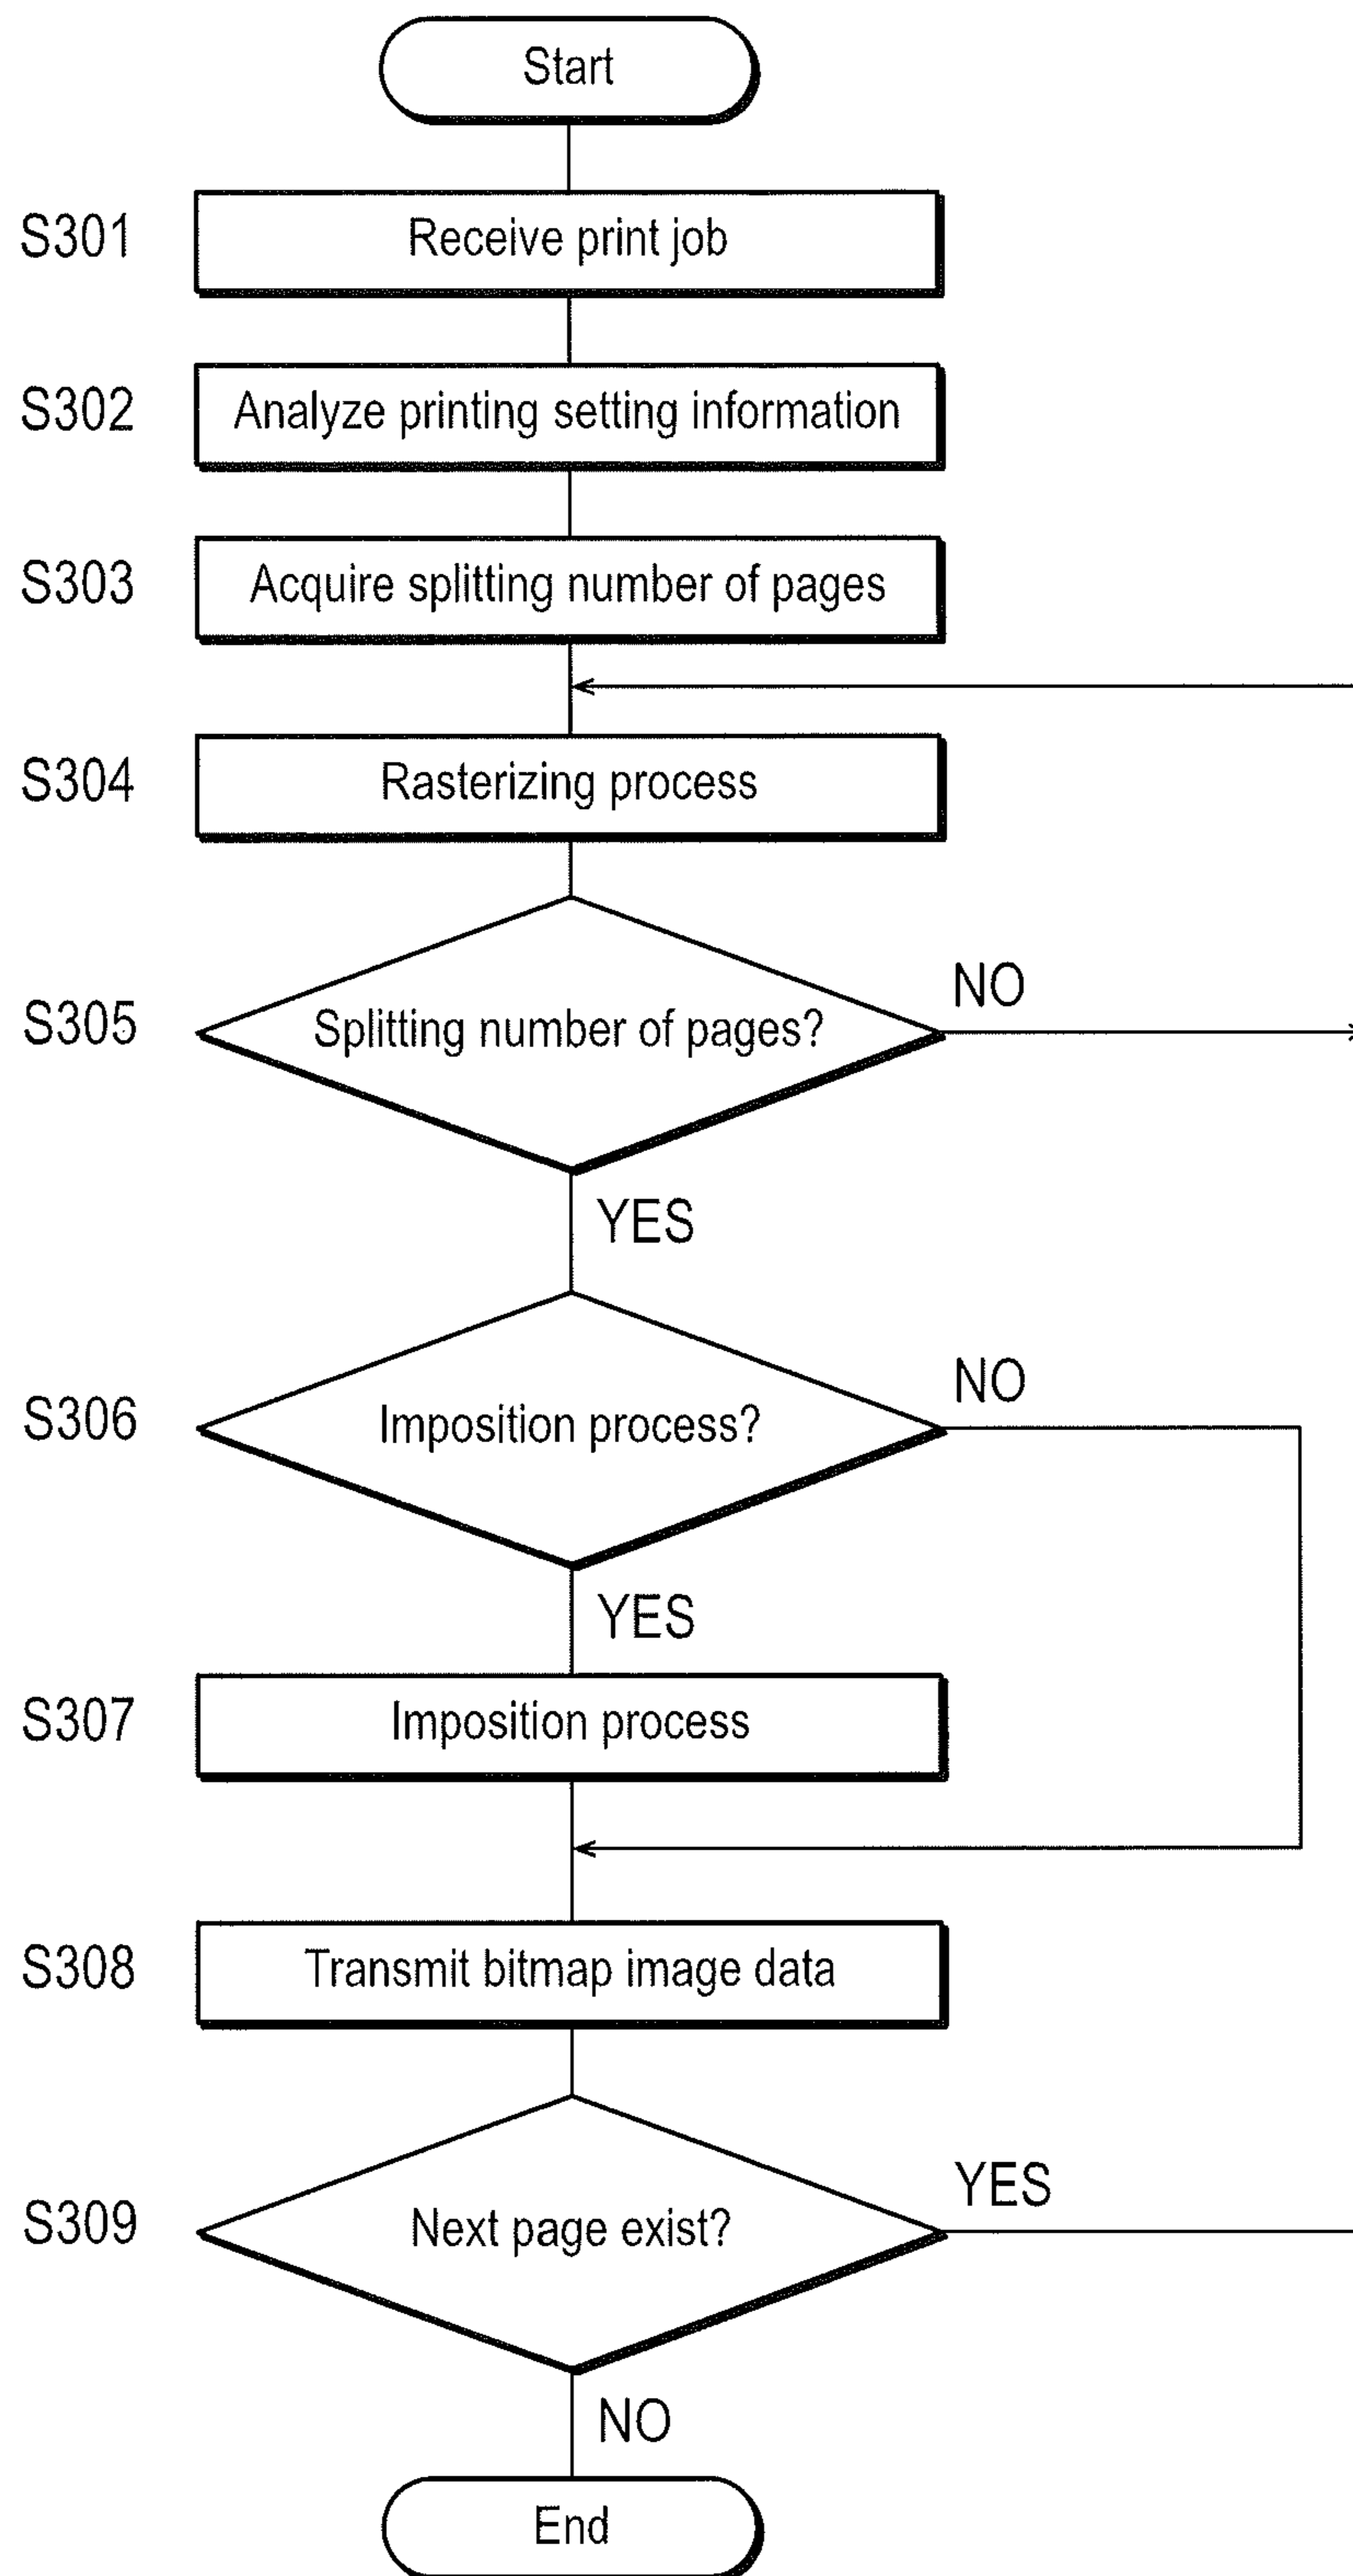 Start
S301 Receive print job
S302 Analyze printing setting information
S303 Acquire splitting number of pages
S304 Rasterizing process
S305 Splitting number of pages? NO
YES
S306 Imposition process? NO
YES
S307 Imposition process
S308 Transmit bitmap image data
S309 Next page exist? YES
NO
End